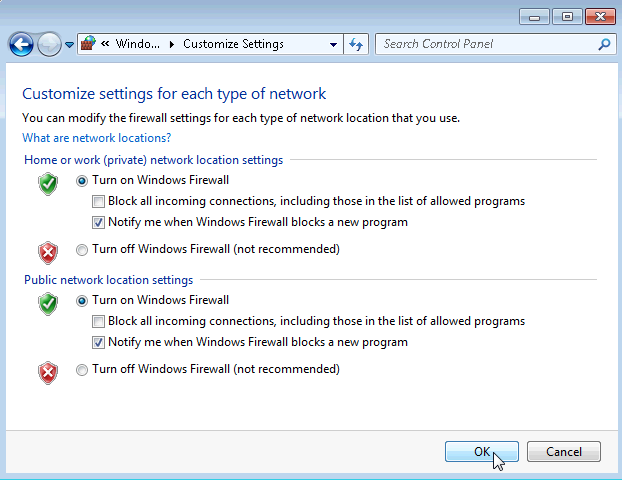 « Windo... ▸ Customize Settings
Search Control Panel
Customize settings for each type of network
You can modify the firewall settings for each type of network location that you use.
What are network locations?
Home or work (private) network location settings
Turn on Windows Firewall
Block all incoming connections, including those in the list of allowed programs
Notify me when Windows Firewall blocks a new program
Turn off Windows Firewall (not recommended)
Public network location settings
Turn on Windows Firewall
Block all incoming connections, including those in the list of allowed programs
Notify me when Windows Firewall blocks a new program
Turn off Windows Firewall (not recommended)
OK
Cancel